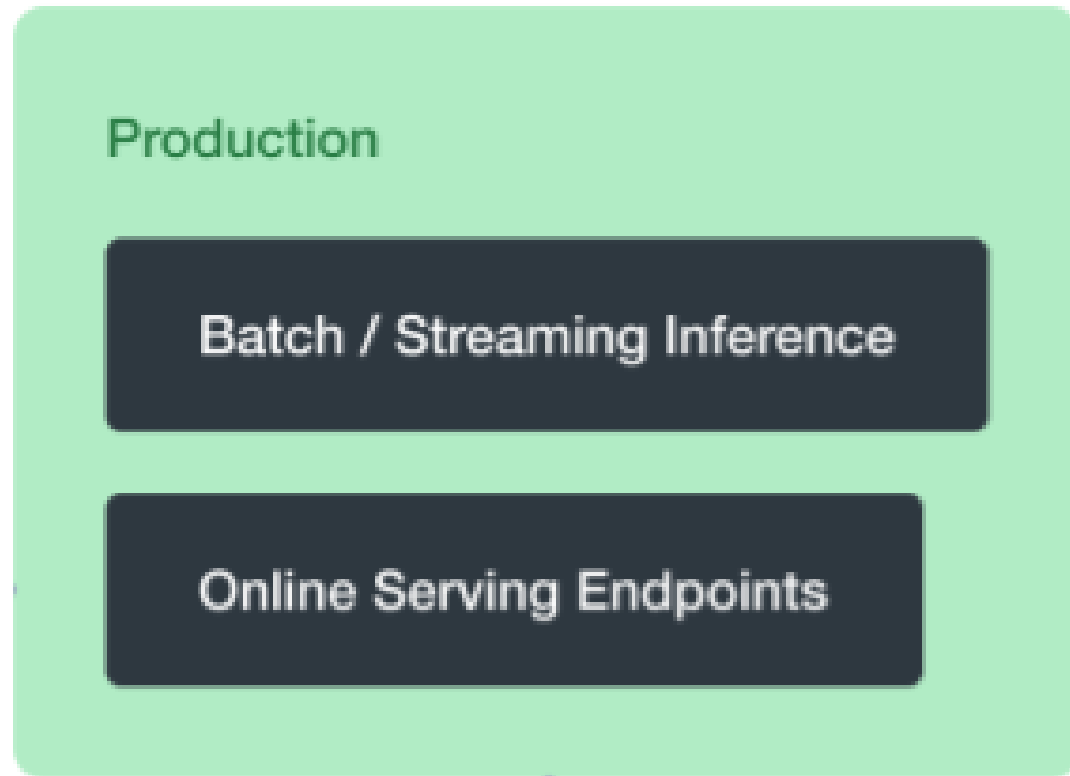 Production
Batch / Streaming Inference
Online Serving Endpoints